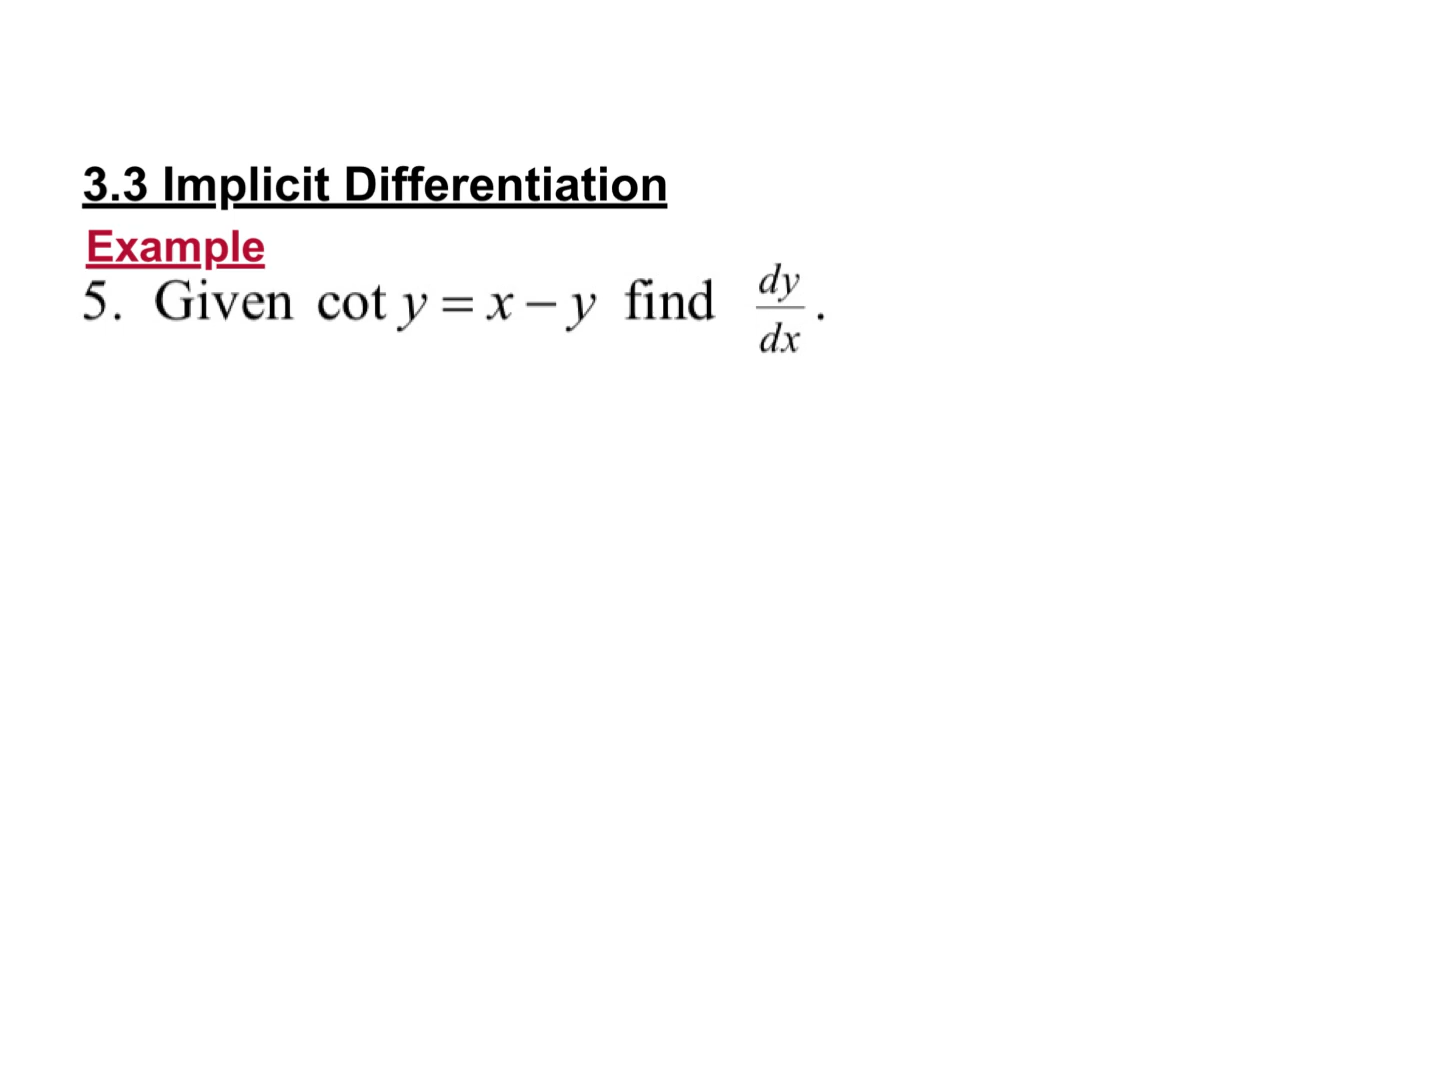 3.3 Implicit Differentiation
Example
5. Given cot y = x − y find dy/dx.